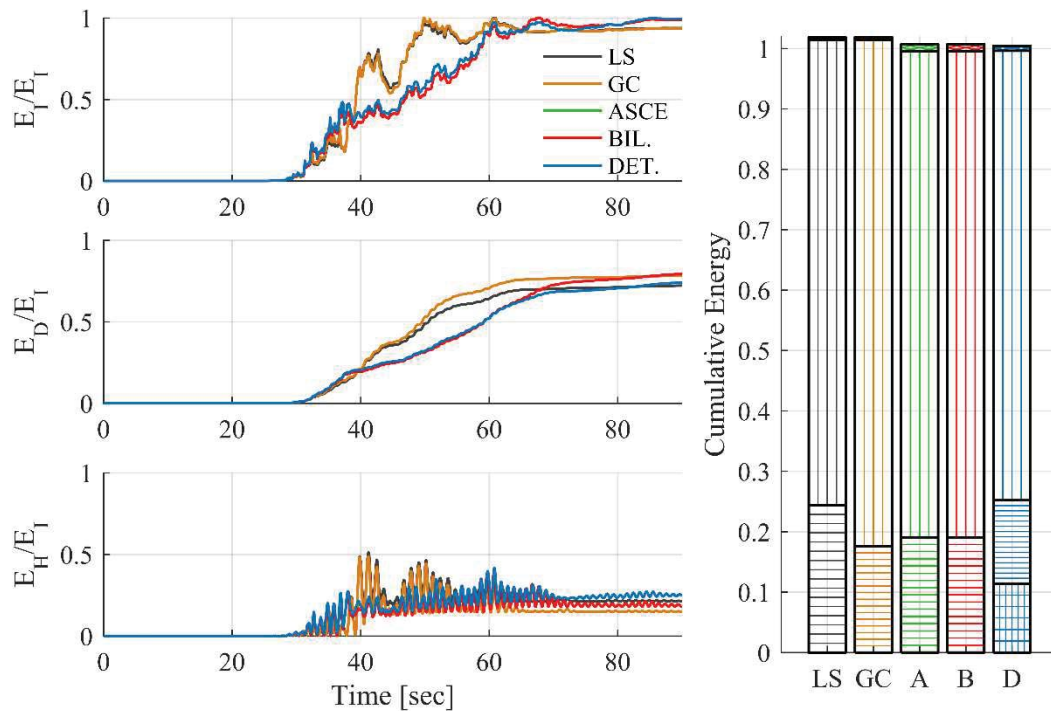 E_I/E_I
1
0.5
0
0 20 40 60 80
LS
GC
ASCE
BIL.
DET.
E_D/E_I
1
0.5
0
0 20 40 60 80
E_H/E_I
1
0.5
0
0 20 40 60 80
Time [sec]
Cumulative Energy
1
0.9
0.8
0.7
0.6
0.5
0.4
0.3
0.2
0.1
0
LS GC A B D